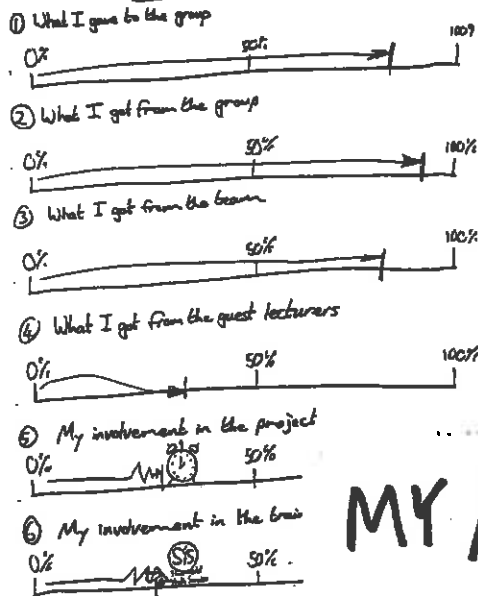 ① What I gave to the group
0% 50% 100%
② What I got from the group
0% 50% 100%
③ What I got from the team
0% 50% 100%
④ What I got from the guest lecturers
0% 50% 100%
⑤ My involvement in the project
0% 50%
⑥ My involvement in the train
0% 50%
MY